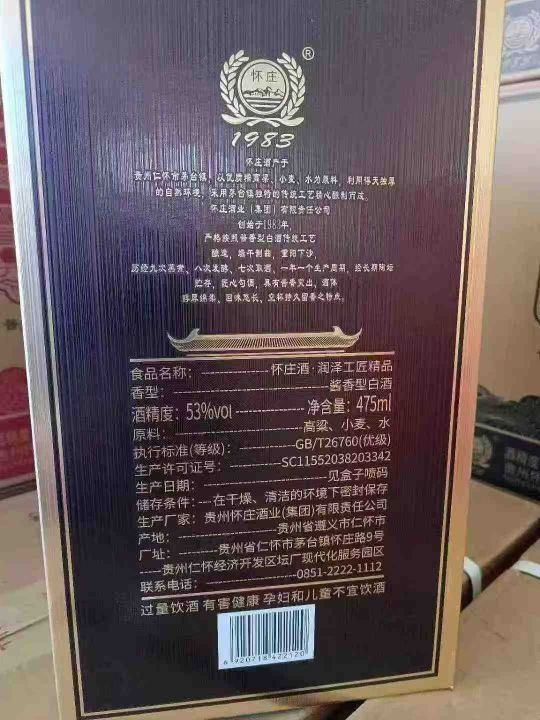 怀庄
®
1983
怀庄酒产于
贵州仁怀市茅台镇、以优质糯高粱、小麦、水为原料、利用得天独厚
的自然环境、采用茅台镇独特的传统工艺精心酿制而成。
怀庄酒业（集团）有限责任公司
创始于1983年，
严格按照酱香型白酒传统工艺
酿造，端午制曲，重阳下沙，
历经九次蒸煮、八次发酵、七次取酒、一年一个生产周期，经长期陶坛
贮存，匠心勾调，具有酱香突出，酒体
醇厚绵柔，回味悠长，空杯持久留香之特点。
食品名称：----------------怀庄酒·润泽工匠精品
香型：----------------------------------酱香型白酒
酒精度：53%vol----------------净含量：475ml
原料：------------------------------高粱、小麦、水
执行标准(等级)：--------------GB/T26760(优级)
生产许可证号：--------------SC11552038203342
生产日期：----------------------------见盒子喷码
储存条件：---在干燥、清洁的环境下密封保存
生产厂家：贵州怀庄酒业(集团)有限责任公司
产地：------------------------贵州省遵义市仁怀市
厂址：---------贵州省仁怀市茅台镇怀庄路9号
-----贵州仁怀经济开发区坛厂现代化服务园区
联系电话：----------------------0851-2222-1112
过量饮酒 有害健康 孕妇和儿童不宜饮酒
6 920718 422120